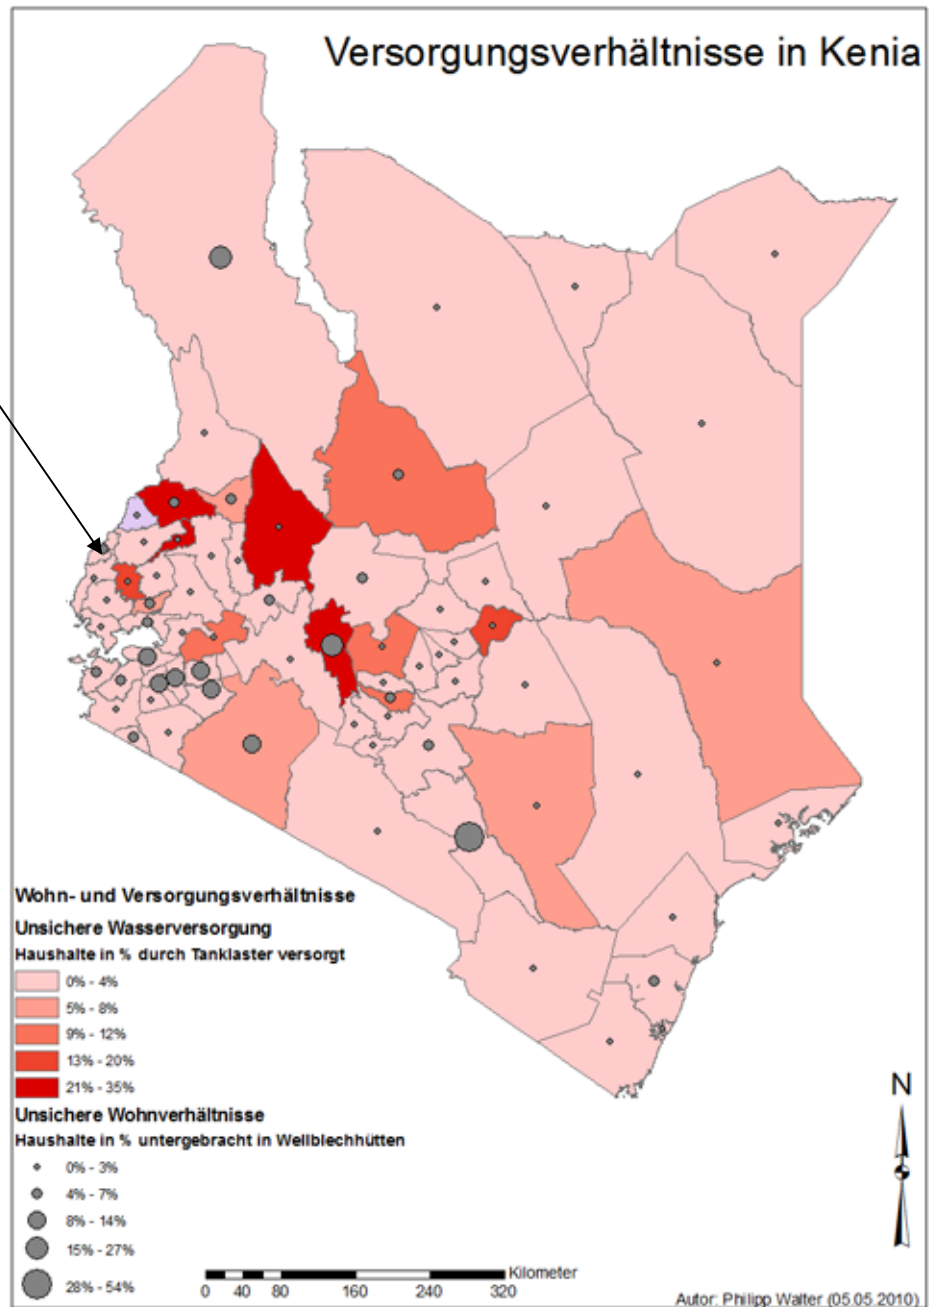 Versorgungsverhältnisse in Kenia
Wohn- und Versorgungsverhältnisse
Unsichere Wasserversorgung
Haushalte in % durch Tanklaster versorgt
0% - 4%
5% - 8%
9% - 12%
13% - 20%
21% - 35%
Unsichere Wohnverhältnisse
Haushalte in % untergebracht in Wellblechhütten
0% - 3%
4% - 7%
8% - 14%
15% - 27%
28% - 54%
N
Kilometer
0 40 80 160 240 320
Autor: Philipp Walter (05.05.2010)